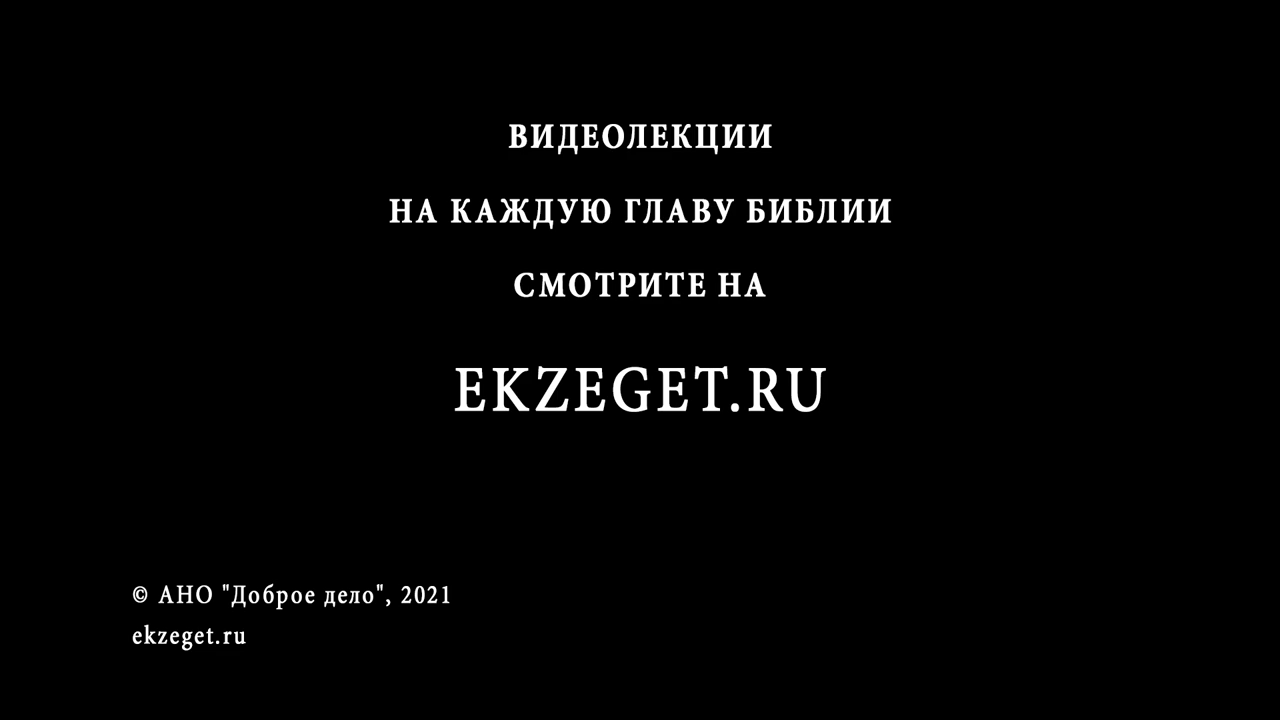 ВИДЕОЛЕКЦИИ
НА КАЖДУЮ ГЛАВУ БИБЛИИ
СМОТРИТЕ НА
EKZEGET.RU
© АНО "Доброе дело", 2021
ekzeget.ru